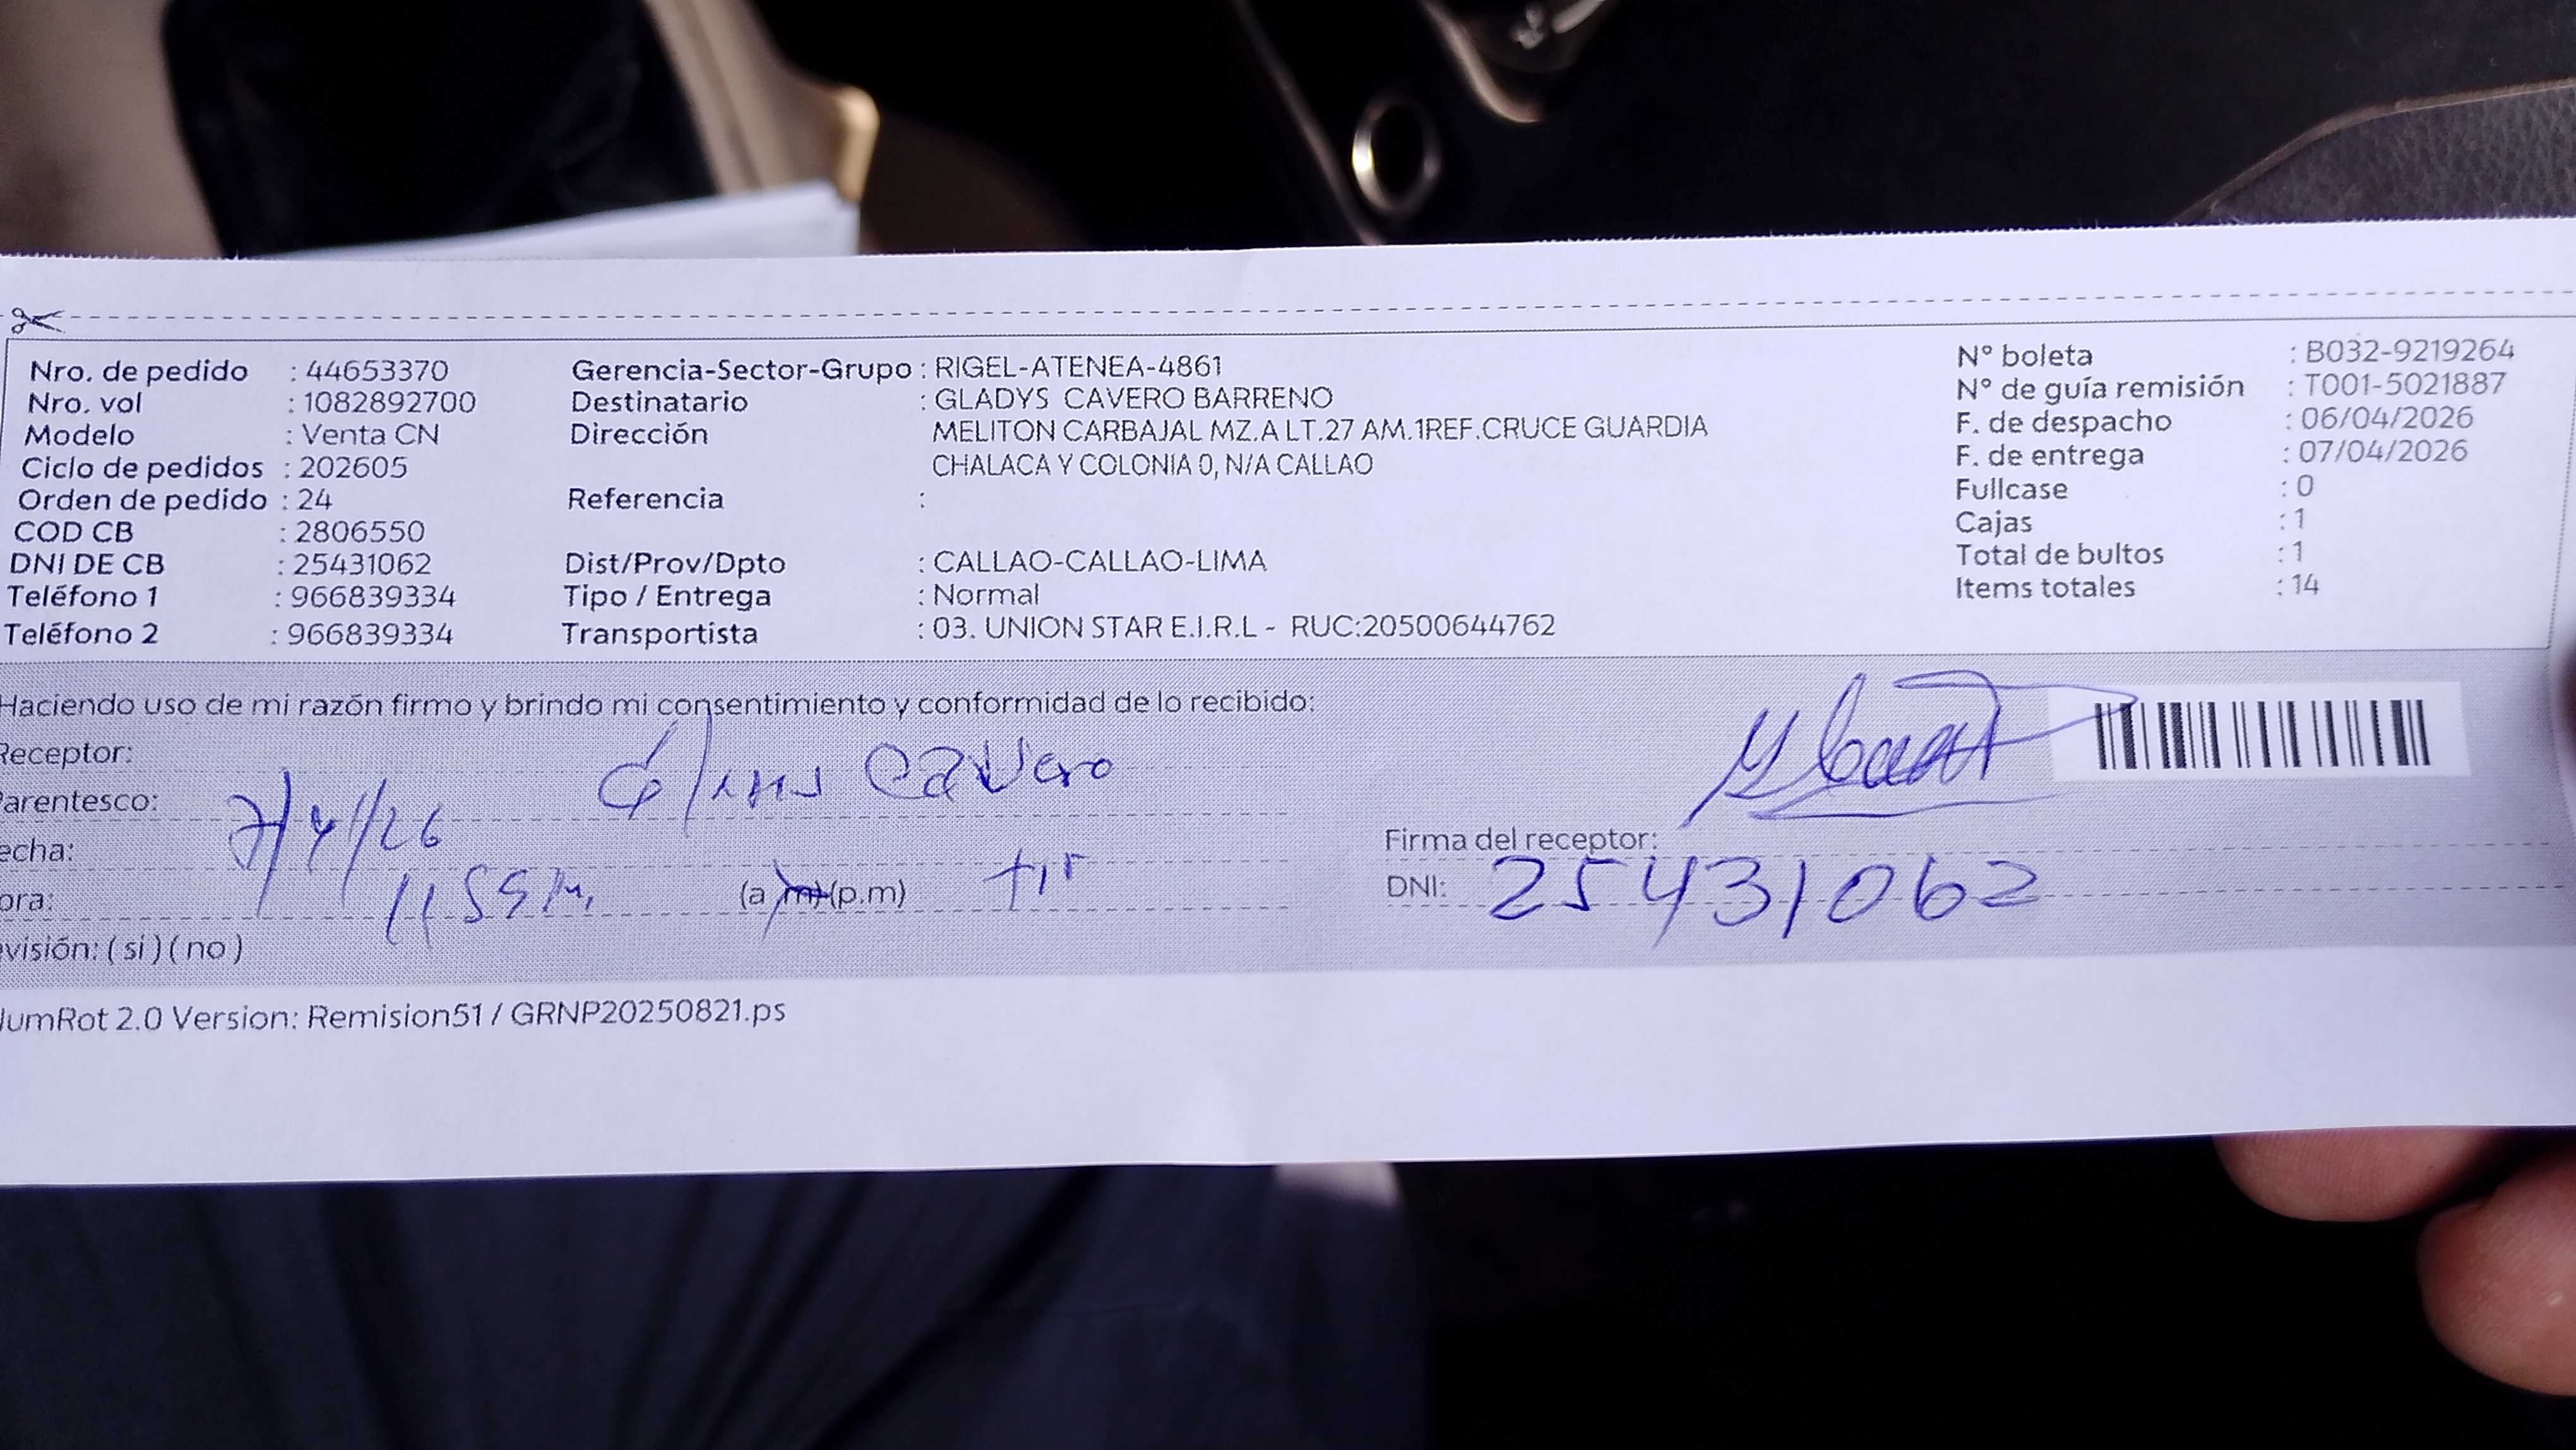 Nro. de pedido : 44653370
Nro. vol : 1082892700
Modelo : Venta CN
Ciclo de pedidos : 202605
Orden de pedido : 24
COD CB : 2806550
DNI DE CB : 25431062
Teléfono 1 : 966839334
Teléfono 2 : 966839334
Gerencia-Sector-Grupo : RIGEL-ATENEA-4861
Destinatario : GLADYS CAVERO BARRENO
Dirección MELITON CARBAJAL MZ.A LT.27 AM.1REF.CRUCE GUARDIA
CHALACA Y COLONIA 0, N/A CALLAO
Referencia :
Dist/Prov/Dpto : CALLAO-CALLAO-LIMA
Tipo / Entrega : Normal
Transportista : 03. UNION STAR E.I.R.L - RUC:20500644762
N° boleta : B032-9219264
N° de guía remisión : T001-5021887
F. de despacho : 06/04/2026
F. de entrega : 07/04/2026
Fullcase : 0
Cajas : 1
Total de bultos : 1
Items totales : 14
Haciendo uso de mi razón firmo y brindo mi consentimiento y conformidad de lo recibido:
Receptor: Cavero
Parentesco:
echa: 7/4/26
ora: 11 55 (a.m)(p.m)
visión: ( si ) ( no )
Firma del receptor:
DNI: 25431062
umRot 2.0 Version: Remision51 / GRNP20250821.ps